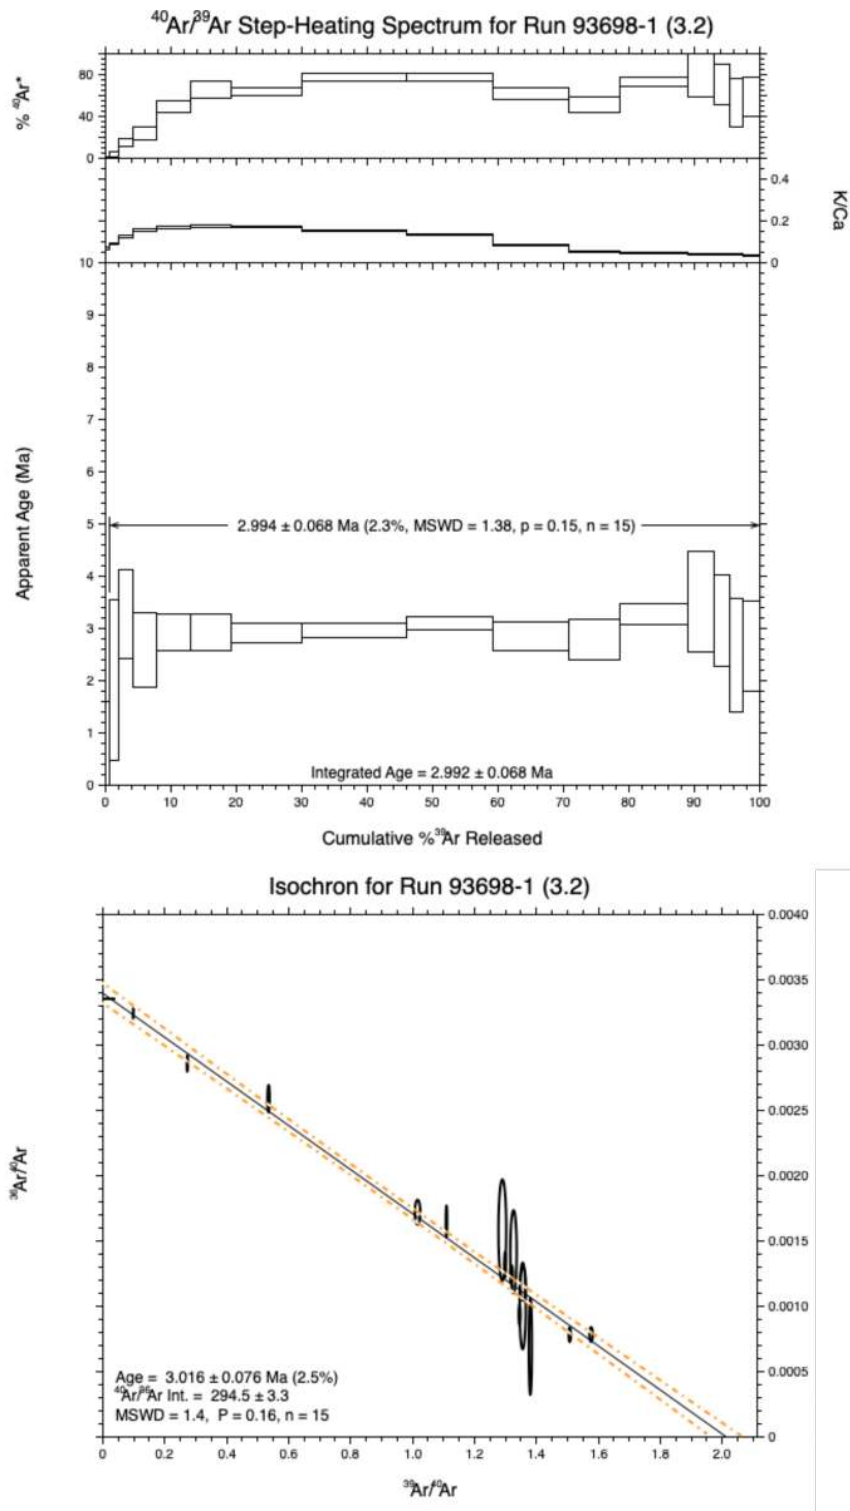 ⁴⁰Ar/³⁹Ar Step-Heating Spectrum for Run 93698-1 (3.2)
% ⁴⁰Ar*
80
40
0
0.4
0.2
0
K/Ca
Apparent Age (Ma)
10
9
8
7
6
5
4
3
2
1
0
2.994 ± 0.068 Ma (2.3%, MSWD = 1.38, p = 0.15, n = 15)
Integrated Age = 2.992 ± 0.068 Ma
0 10 20 30 40 50 60 70 80 90 100
Cumulative %³⁹Ar Released
Isochron for Run 93698-1 (3.2)
³⁶Ar/⁴⁰Ar
0.0040
0.0035
0.0030
0.0025
0.0020
0.0015
0.0010
0.0005
0
Age = 3.016 ± 0.076 Ma (2.5%)
⁴⁰Ar/³⁶Ar Int. = 294.5 ± 3.3
MSWD = 1.4, P = 0.16, n = 15
0 0.2 0.4 0.6 0.8 1.0 1.2 1.4 1.6 1.8 2.0
³⁹Ar/⁴⁰Ar